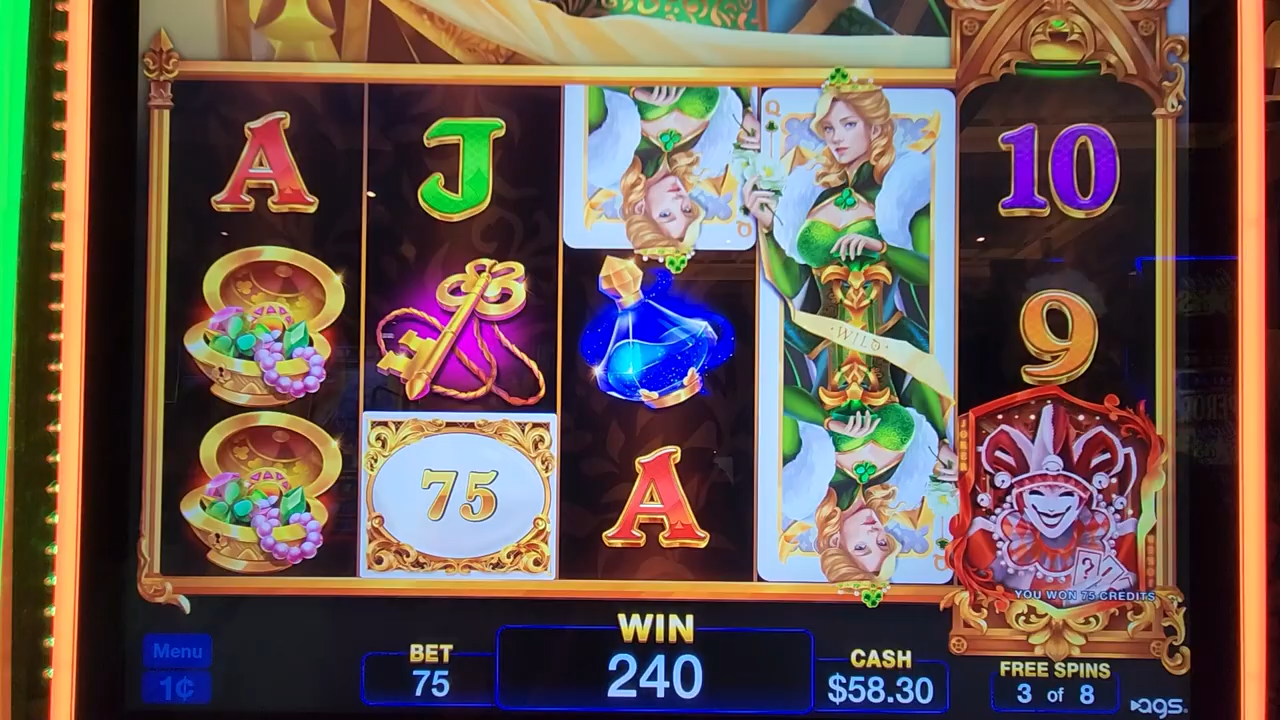 A
J
Q
10
WILD
9
75
A
JOKER
YOU WON 75 CREDITS
WIN
240
Menu
1¢
BET
75
CASH
$58.30
FREE SPINS
3 of 8
ags